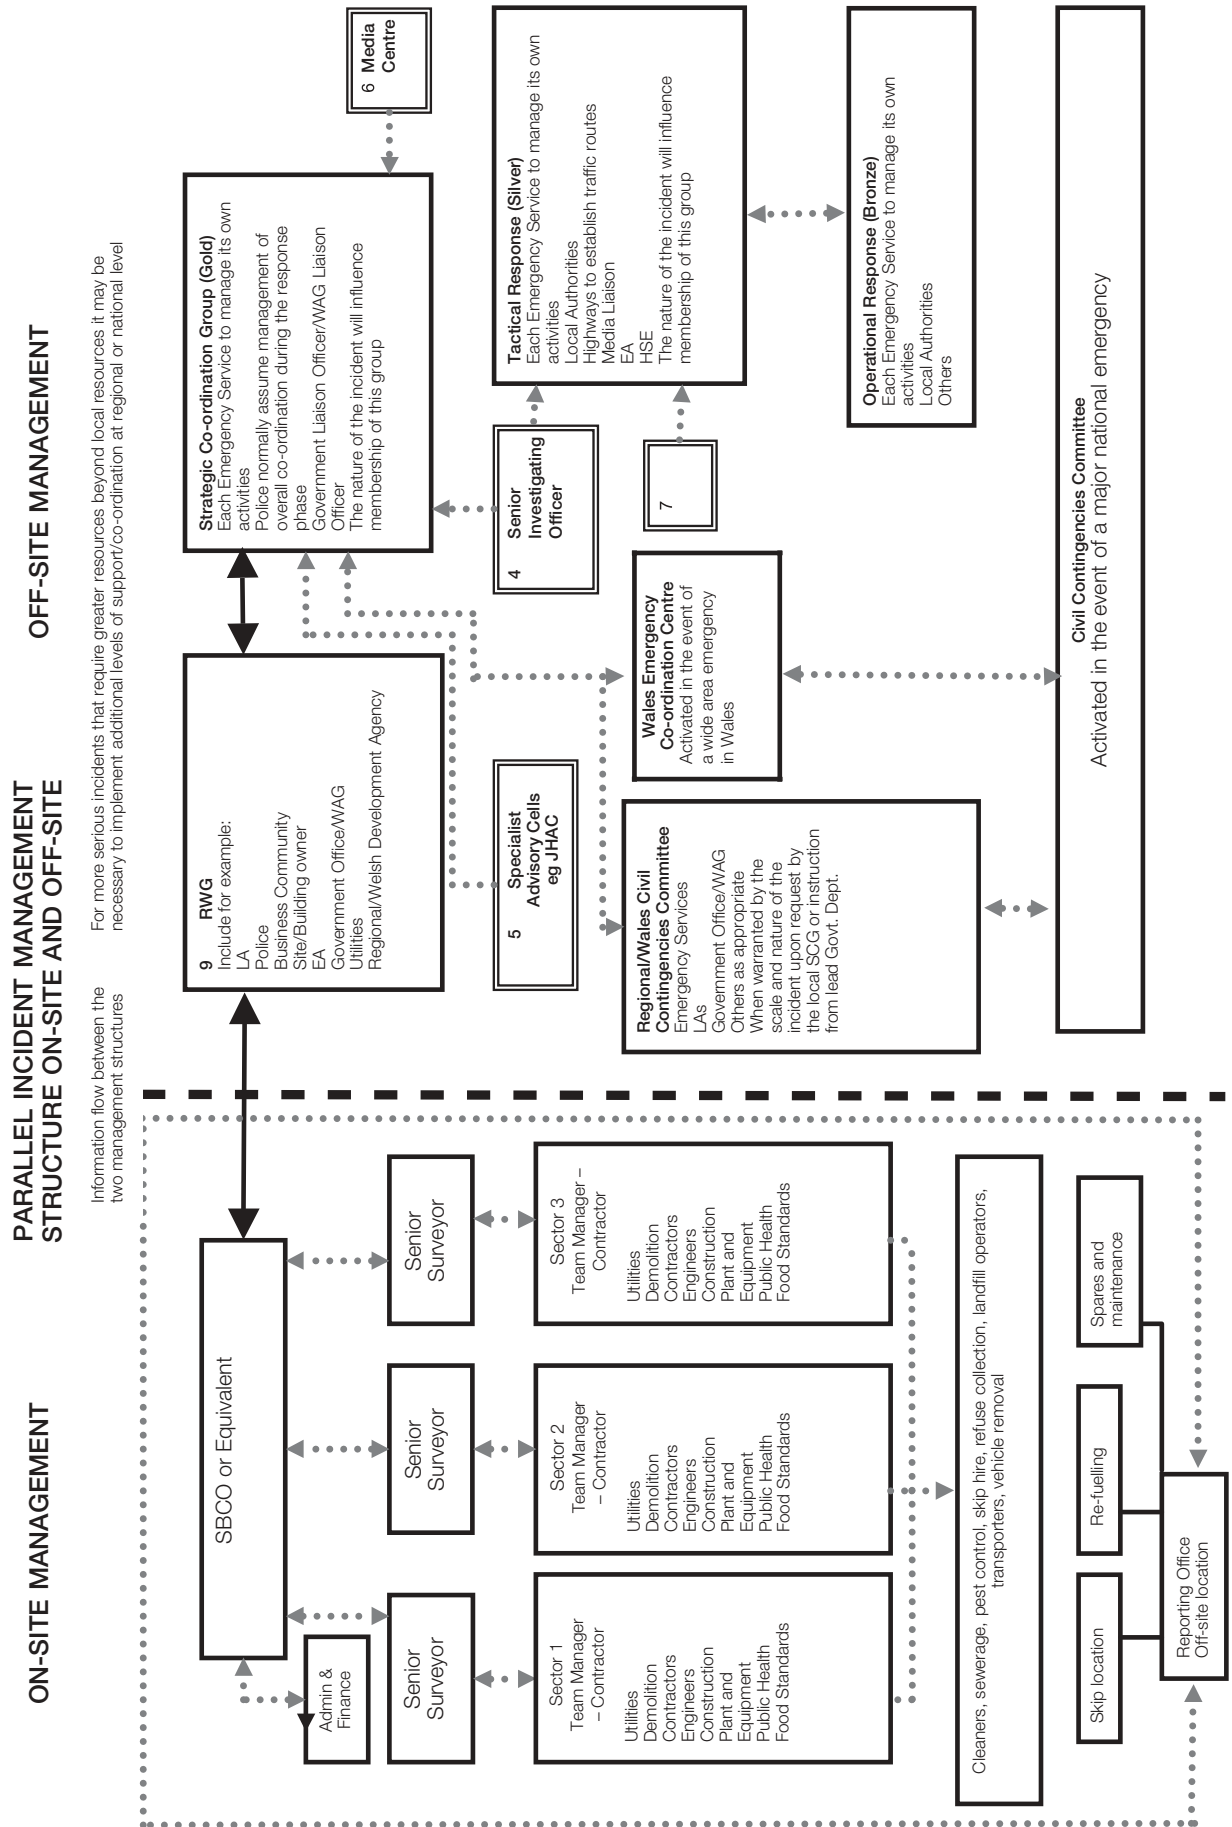 PARALLEL INCIDENT MANAGEMENT
STRUCTURE ON-SITE AND OFF-SITE
ON-SITE MANAGEMENT
OFF-SITE MANAGEMENT
Information flow between the
two management structures
For more serious incidents that require greater resources beyond local resources it may be
necessary to implement additional levels of support/co-ordination at regional or national level
SBCO or Equivalent
Admin &
Finance
Senior
Surveyor
Senior
Surveyor
Senior
Surveyor
Sector 1
Team Manager
– Contractor
Utilities
Demolition
Contractors
Engineers
Construction
Plant and
Equipment
Public Health
Food Standards
Sector 2
Team Manager
– Contractor
Utilities
Demolition
Contractors
Engineers
Construction
Plant and
Equipment
Public Health
Food Standards
Sector 3
Team Manager –
Contractor
Utilities
Demolition
Contractors
Engineers
Construction
Plant and
Equipment
Public Health
Food Standards
Cleaners, sewerage, pest control, skip hire, refuse collection, landfill operators,
transporters, vehicle removal
Skip location
Re-fuelling
Spares and
maintenance
Reporting Office
Off-site location
9 RWG
Include for example:
LA
Police
Business Community
Site/Building owner
EA
Government Office/WAG
Utilities
Regional/Welsh Development Agency
Strategic Co-ordination Group (Gold)
Each Emergency Service to manage its own
activities
Police normally assume management of
overall co-ordination during the response
phase
Government Liaison Officer/WAG Liaison
Officer
The nature of the incident will influence
membership of this group
6 Media
Centre
5 Specialist
Advisory Cells
eg JHAC
4 Senior
Investigating
Officer
Tactical Response (Silver)
Each Emergency Service to manage its own
activities
Local Authorities
Highways to establish traffic routes
Media Liaison
EA
HSE
The nature of the incident will influence
membership of this group
7
Regional/Wales Civil
Contingencies Committee
Emergency Services
LAs
Government Office/WAG
Others as appropriate
When warranted by the
scale and nature of the
incident upon request by
the local SCG or instruction
from lead Govt. Dept.
Wales Emergency
Co-ordination Centre
Activated in the event of
a wide area emergency
in Wales
Operational Response (Bronze)
Each Emergency Service to manage its own
activities
Local Authorities
Others
Civil Contingencies Committee
Activated in the event of a major national emergency